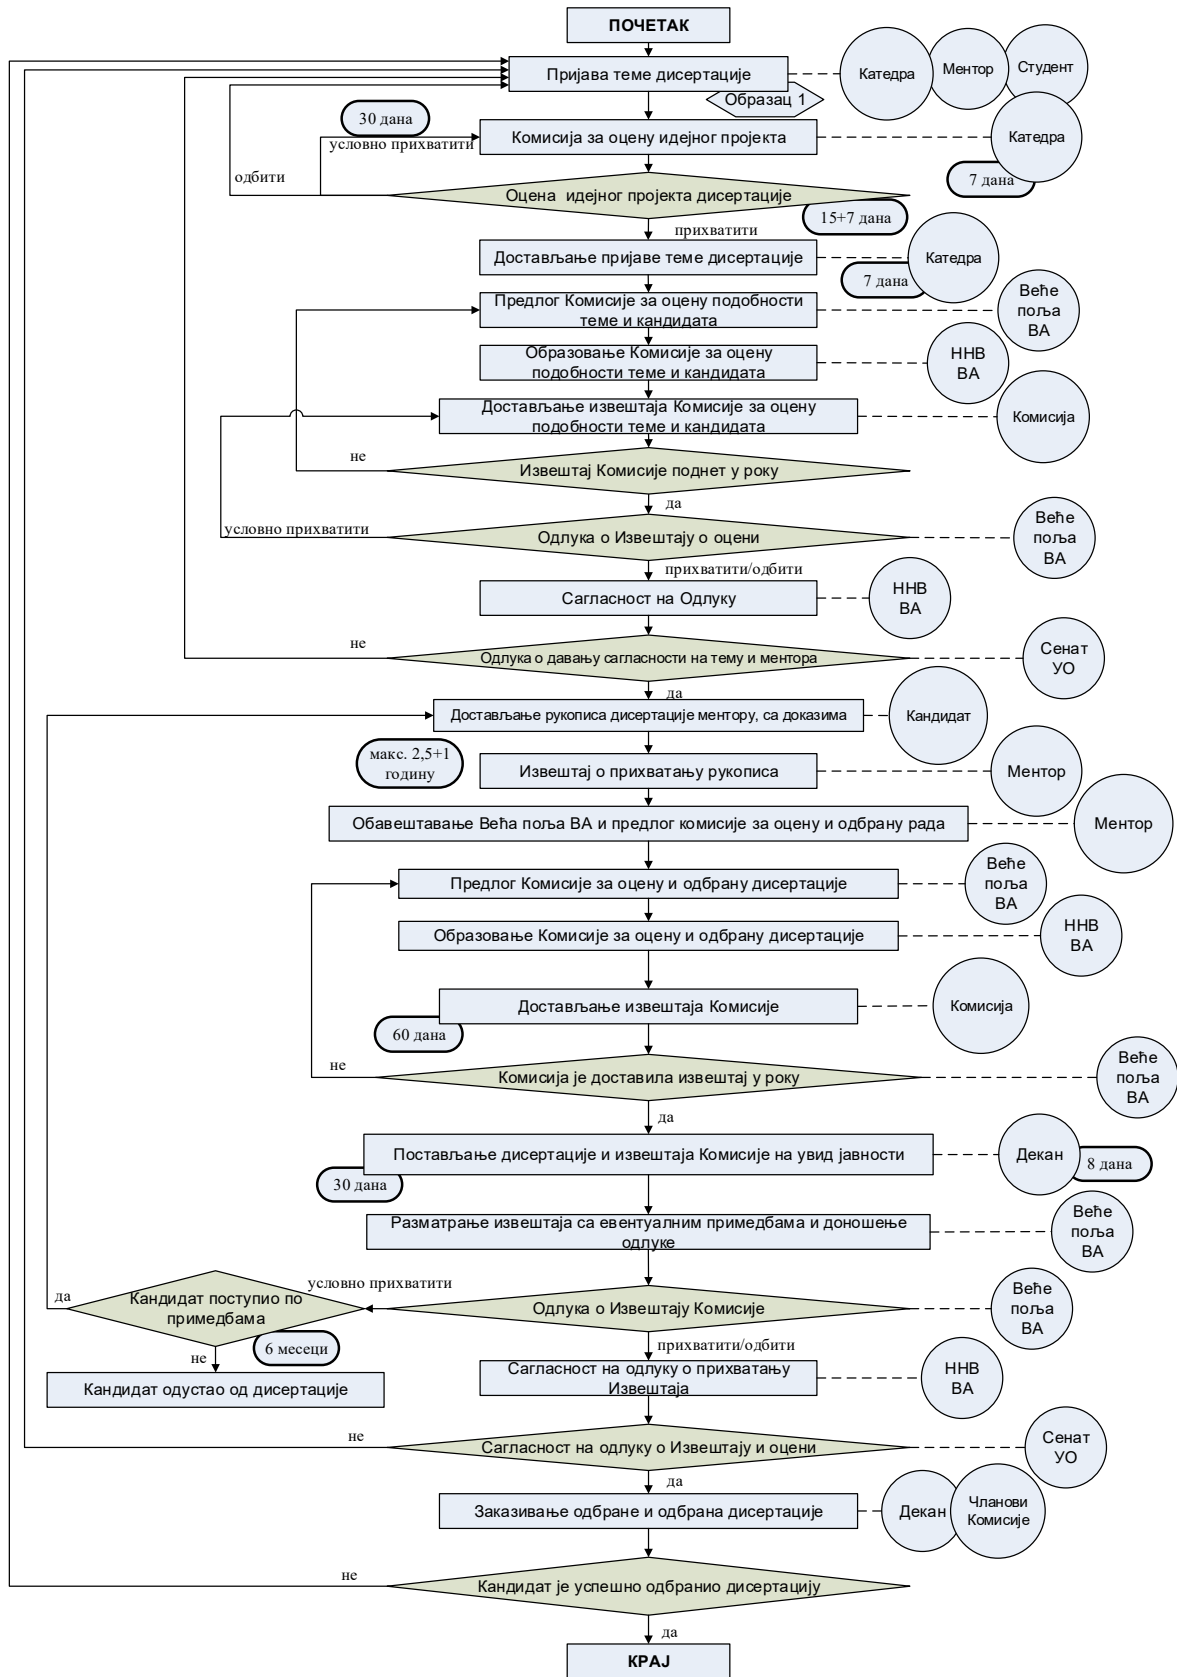 ПОЧЕТАК
Пријава теме дисертације
Катедра
Ментор
Студент
Образац 1
30 дана
условно прихватити
Комисија за оцену идејног пројекта
Катедра
одбити
7 дана
Оцена  идејног пројекта дисертације
15+7 дана
прихватити
Достављање пријаве теме дисертације
Катедра
7 дана
Предлог Комисије за оцену подобности
теме и кандидата
Веће
поља
ВА
Образовање Комисије за оцену
подобности теме и кандидата
ННВ
ВА
Достављање извештаја Комисије за оцену
подобности теме и кандидата
Комисија
не
Извештај Комисије поднет у року
да
условно прихватити
Одлука о Извештају о оцени
Веће
поља
ВА
прихватити/одбити
Сагласност на Одлуку
ННВ
ВА
не
Одлука о давању сагласности на тему и ментора
Сенат
УО
да
Достављање рукописа дисертације ментору, са доказима
Кандидат
макс. 2,5+1
годину
Извештај о прихватању рукописа
Ментор
Обавештавање Већа поља ВА и предлог комисије за оцену и одбрану рада
Ментор
Предлог Комисије за оцену и одбрану дисертације
Веће
поља
ВА
Образовање Комисије за оцену и одбрану дисертације
ННВ
ВА
Достављање извештаја Комисије
Комисија
60 дана
не
Комисија је доставила извештај у року
Веће
поља
ВА
да
Постављање дисертације и извештаја Комисије на увид јавности
Декан
8 дана
30 дана
Разматрање извештаја са евентуалним примедбама и доношење
одлуке
Веће
поља
ВА
да
Кандидат поступио по
примедбама
условно прихватити
Одлука о Извештају Комисије
Веће
поља
ВА
6 месеци
не
прихватити/одбити
Кандидат одустао од дисертације
Сагласност на одлуку о прихватању
Извештаја
ННВ
ВА
не
Сагласност на одлуку о Извештају и оцени
Сенат
УО
да
Заказивање одбране и одбрана дисертације
Декан
Чланови
Комисије
не
Кандидат је успешно одбранио дисертацију
да
КРАЈ